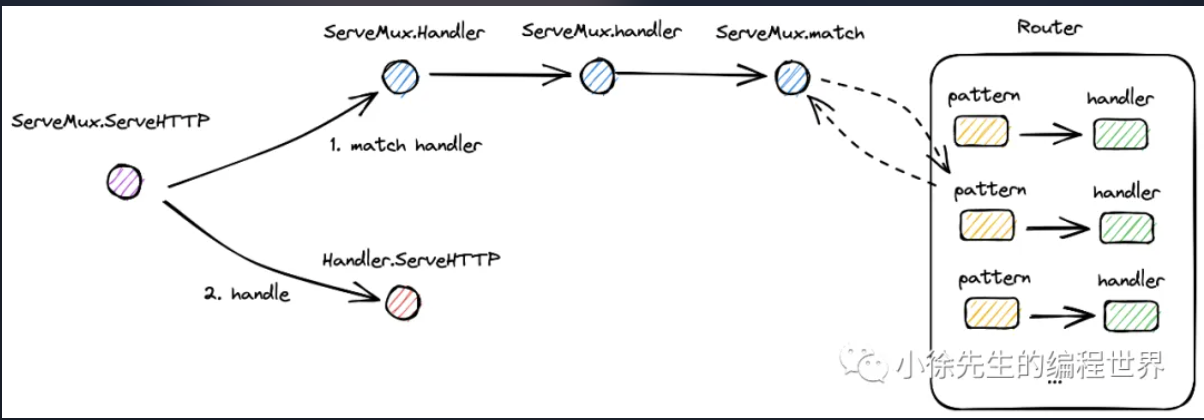 ServeMux.Handler
ServeMux.handler
ServeMux.match
Router
ServeMux.ServeHTTP
1. match handler
pattern
handler
pattern
handler
Handler.ServeHTTP
2. handle
pattern
handler
小徐先生的编程世界
...